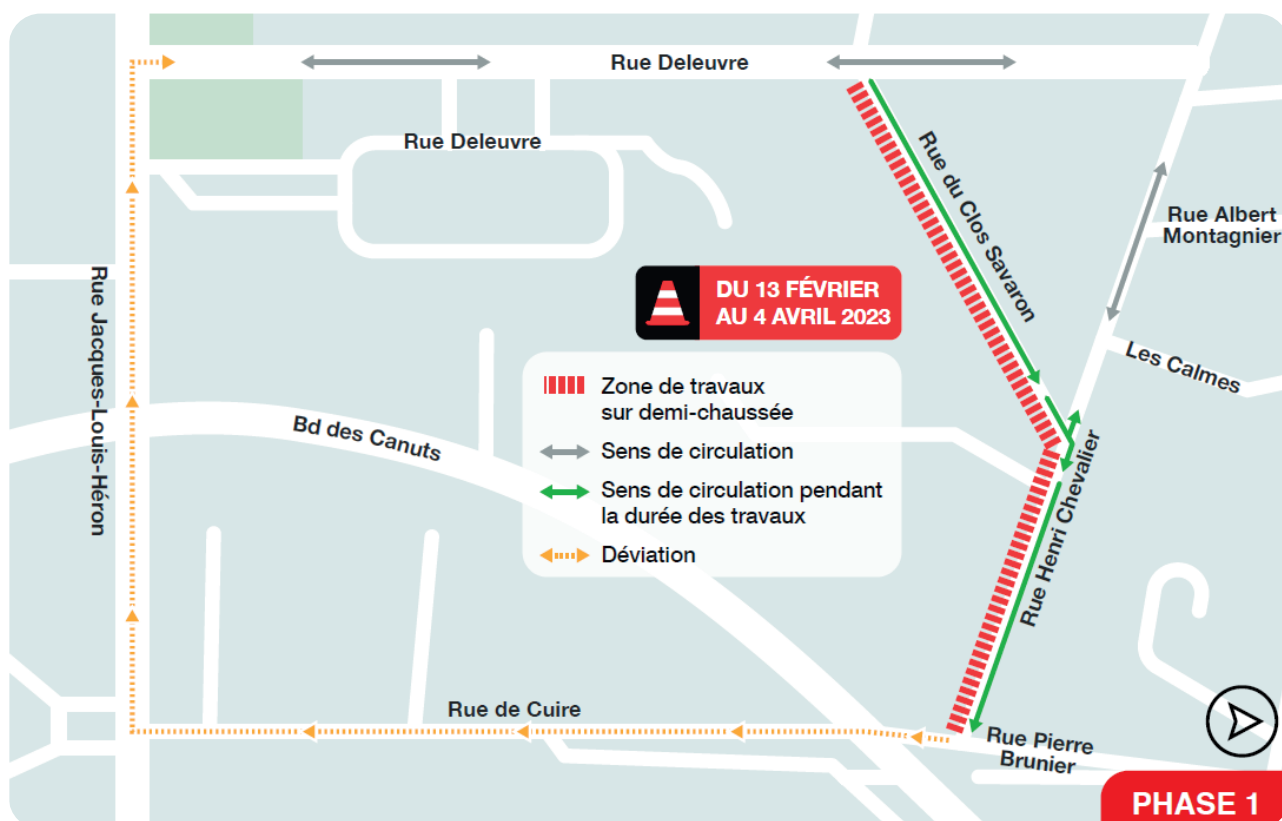 Rue Deleuvre
Rue Deleuvre
Rue du Clos Savaron
Rue Albert
Montagnier
Rue Jacques-Louis-Héron
DU 13 FÉVRIER
AU 4 AVRIL 2023
Les Calmes
Zone de travaux
sur demi-chaussée
Bd des Canuts
Sens de circulation
Sens de circulation pendant
la durée des travaux
Rue Henri Chevalier
Déviation
Rue de Cuire
Rue Pierre
Brunier
PHASE 1